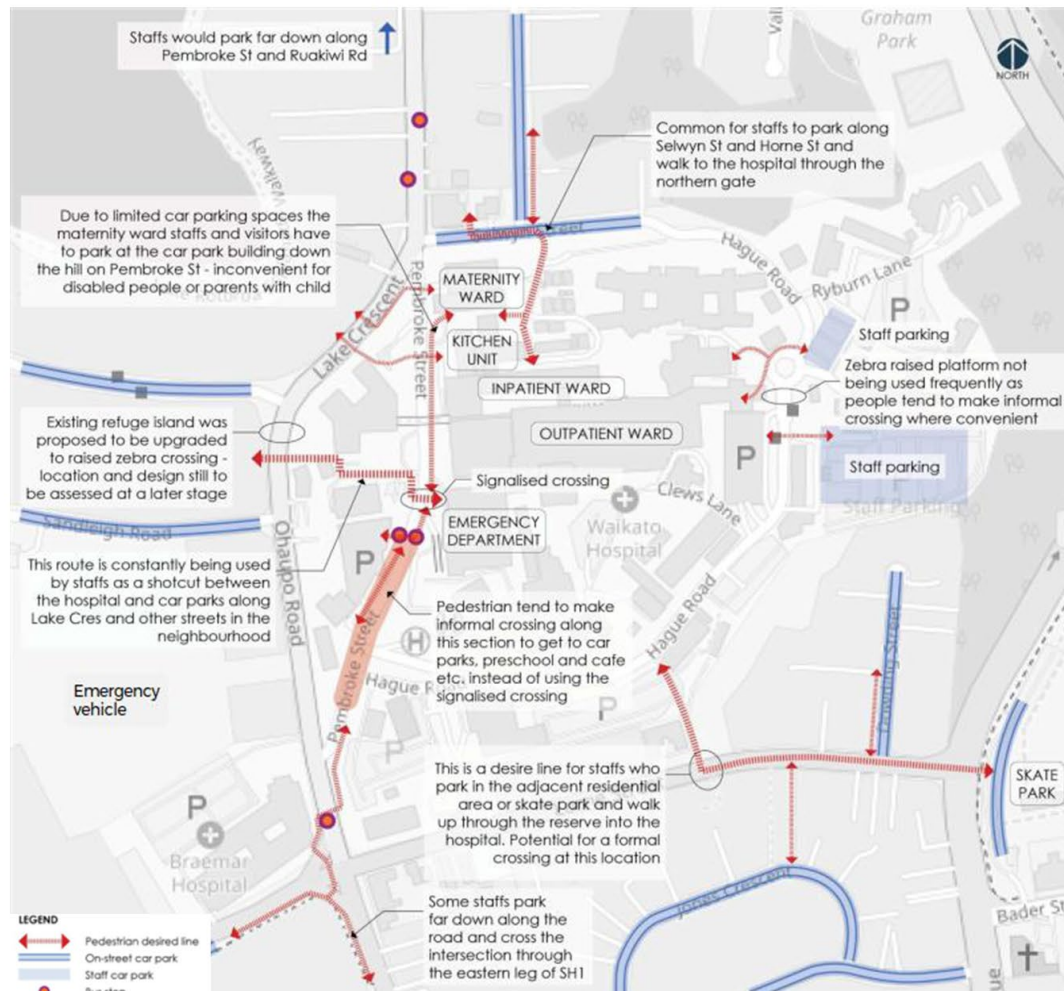 Staffs would park far down along
Pembroke St and Ruakiwi Rd
Graham
Park
NORTH
Common for staffs to park along
Selwyn St and Horne St and
walk to the hospital through the
northern gate
Walkway
Due to limited car parking spaces the
maternity ward staffs and visitors have
to park at the car park building down
the hill on Pembroke St - inconvenient for
disabled people or parents with child
Hague Road
Ryburn Lane
Lake Crescent
Pembroke Street
MATERNITY
WARD
KITCHEN
UNIT
P
Staff parking
INPATIENT WARD
Zebra raised platform not
being used frequently as
people tend to make informal
crossing where convenient
Existing refuge island was
proposed to be upgraded
to raised zebra crossing -
location and design still to
be assessed at a later stage
OUTPATIENT WARD
P
Staff parking
Staff Parking
Signalised crossing
Clews Lane
EMERGENCY
DEPARTMENT
Waikato
Hospital
Ohaupo Road
This route is constantly being used
by staffs as a shotcut between
the hospital and car parks along
Lake Cres and other streets in the
neighbourhood
P
Pedestrian tend to make
informal crossing along
this section to get to car
parks, preschool and cafe
etc. instead of using the
signalised crossing
Hague Road
H
Pembroke Street
Emergency
vehicle
P
P
This is a desire line for staffs who
park in the adjacent residential
area or skate park and walk
up through the reserve into the
hospital. Potential for a formal
crossing at this location
SKATE
PARK
P
Braemar
Hospital
Jones Crescent
Some staffs park
far down along the
road and cross the
intersection through
the eastern leg of SH1
Bader St
LEGEND
Pedestrian desired line
On-street car park
Staff car park
Bus stop